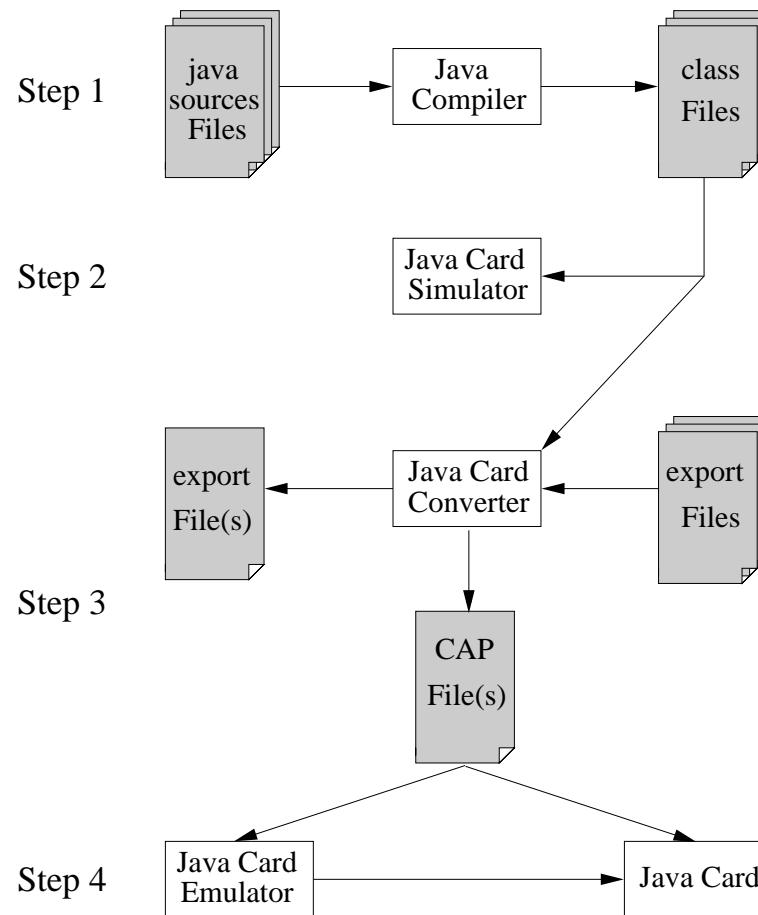 Step 1
java
sources
Files
Java
Compiler
class
Files
Step 2
Java Card
Simulator
export
File(s)
Java Card
Converter
export
Files
Step 3
CAP
File(s)
Step 4
Java Card
Emulator
Java Card